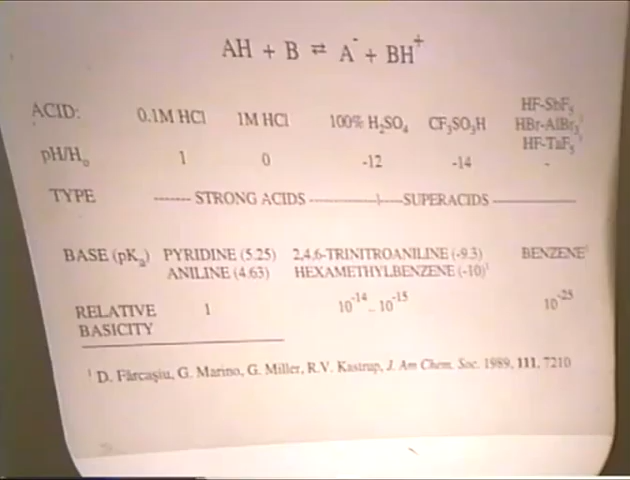 AH + B ⇄ A⁻ + BH⁺
HF-SbF₅
ACID: 0.1M HCl 1M HCl 100% H₂SO₄ CF₃SO₃H HBr-AlBr₃¹
HF-TaF₅¹
pH/H₀ 1 0 -12 -14 -
TYPE ------- STRONG ACIDS --------------|-----SUPERACIDS ----------------
BASE (pKₐ) PYRIDINE (5.25) 2,4,6-TRINITROANILINE (-9.3) BENZENE¹
ANILINE (4.63) HEXAMETHYLBENZENE (-10)¹
RELATIVE 1 10⁻¹⁴ .. 10⁻¹⁵ 10⁻²⁵
BASICITY
¹ D. Fărcaşiu, G. Marino, G. Miller, R.V. Kastrup, J. Am Chem. Soc. 1989, 111, 7210